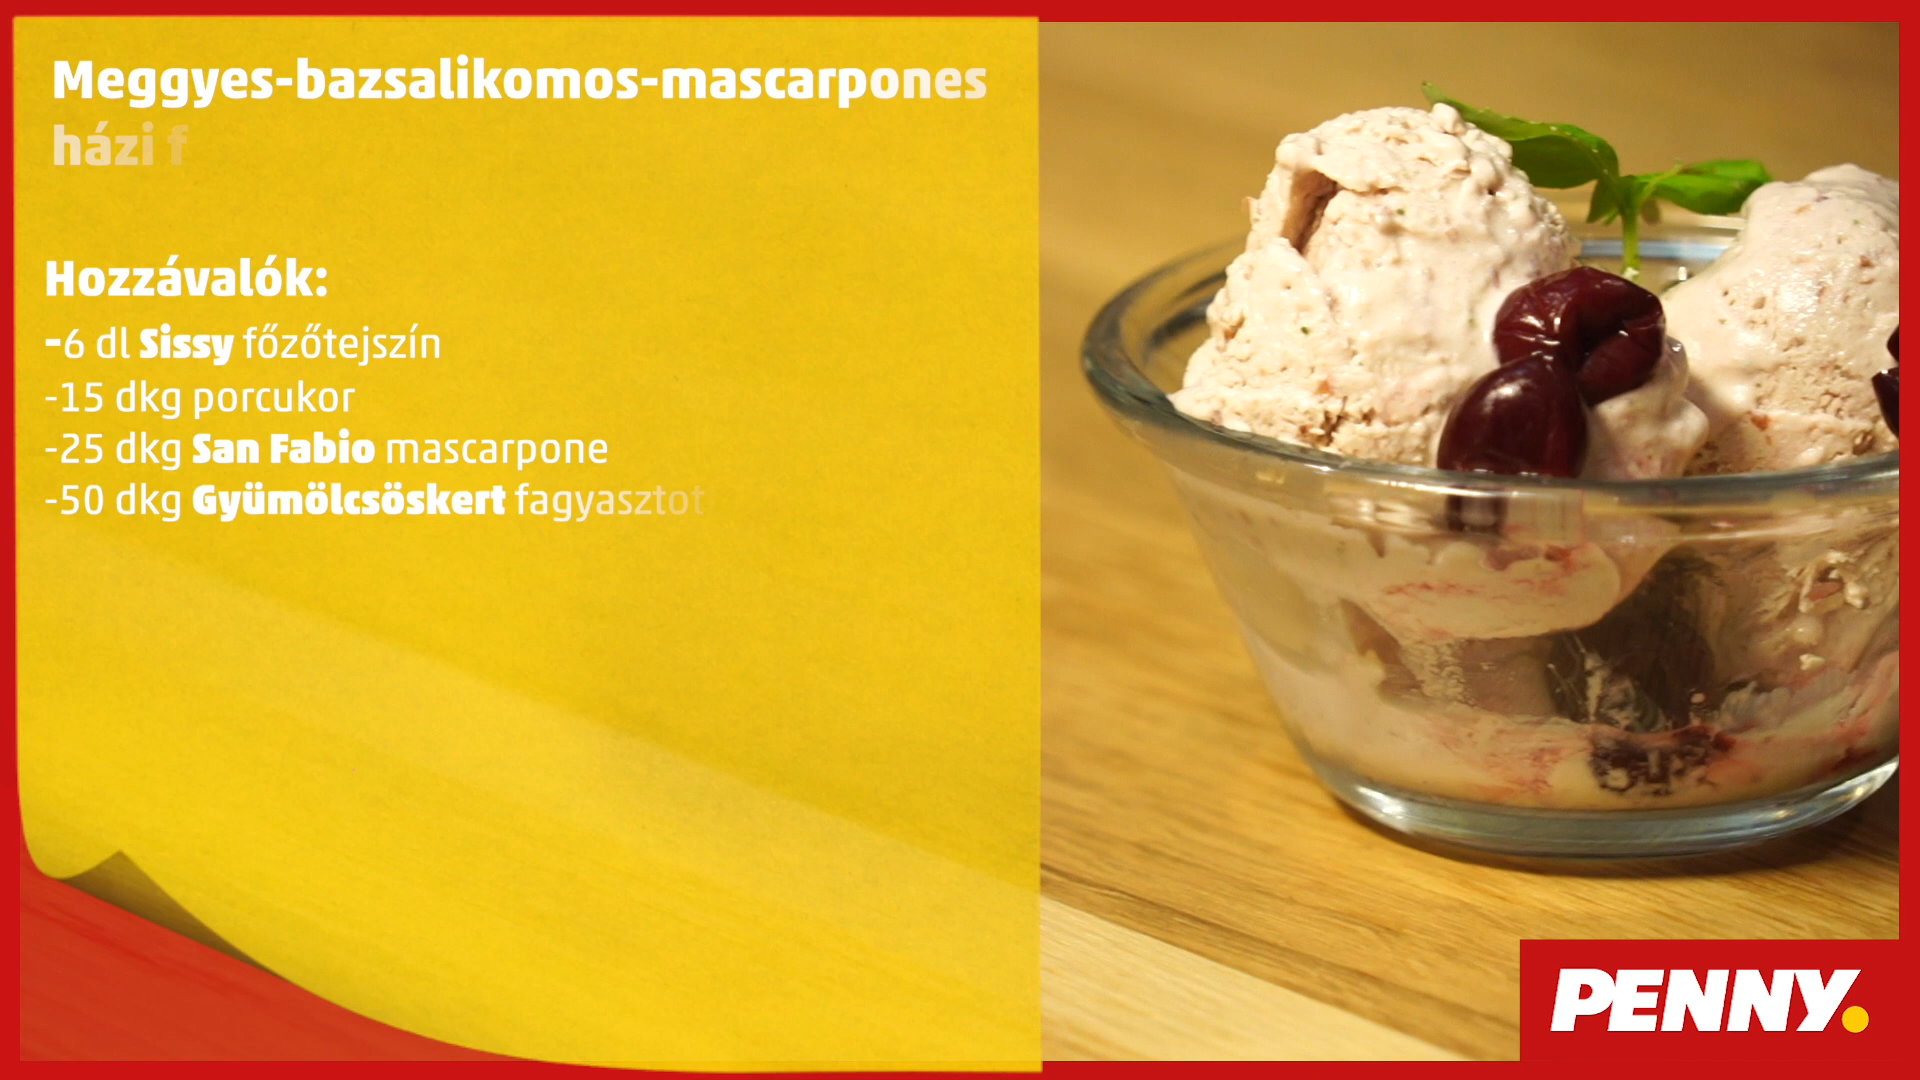 Meggyes-bazsalikomos-mascarpones
házi f
Hozzávalók:
-6 dl Sissy főzőtejszín
-15 dkg porcukor
-25 dkg San Fabio mascarpone
-50 dkg Gyümölcsöskert fagyasztot
PENNY.